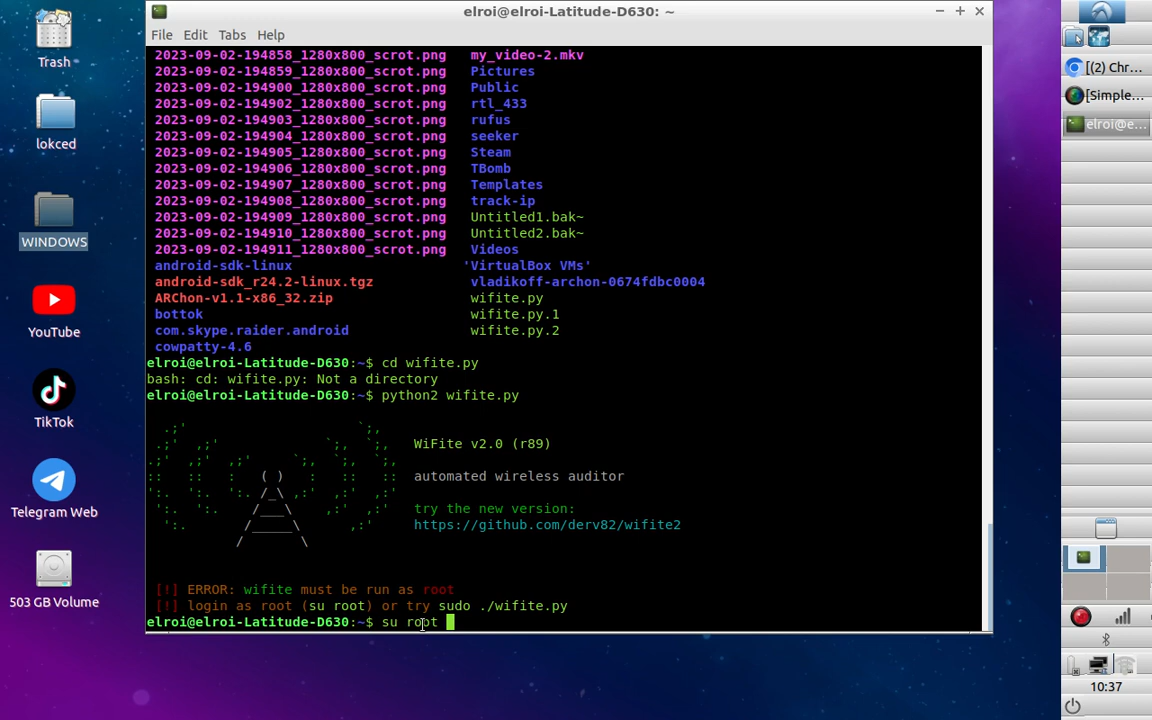 elroi@elroi-Latitude-D630: ~
File Edit Tabs Help
2023-09-02-194858_1280x800_scrot.png my_video-2.mkv
2023-09-02-194859_1280x800_scrot.png Pictures
2023-09-02-194900_1280x800_scrot.png Public
2023-09-02-194902_1280x800_scrot.png rtl_433
2023-09-02-194903_1280x800_scrot.png rufus
2023-09-02-194904_1280x800_scrot.png seeker
2023-09-02-194905_1280x800_scrot.png Steam
2023-09-02-194906_1280x800_scrot.png TBomb
2023-09-02-194907_1280x800_scrot.png Templates
2023-09-02-194908_1280x800_scrot.png track-ip
2023-09-02-194909_1280x800_scrot.png Untitled1.bak~
2023-09-02-194910_1280x800_scrot.png Untitled2.bak~
2023-09-02-194911_1280x800_scrot.png Videos
android-sdk-linux 'VirtualBox VMs'
android-sdk_r24.2-linux.tgz vladikoff-archon-0674fdbc0004
ARChon-v1.1-x86_32.zip wifite.py
bottok wifite.py.1
com.skype.raider.android wifite.py.2
cowpatty-4.6
elroi@elroi-Latitude-D630:~$ cd wifite.py
bash: cd: wifite.py: Not a directory
elroi@elroi-Latitude-D630:~$ python2 wifite.py
WiFite v2.0 (r89)
automated wireless auditor
try the new version:
https://github.com/derv82/wifite2
[!] ERROR: wifite must be run as root
[!] login as root (su root) or try sudo ./wifite.py
elroi@elroi-Latitude-D630:~$ su root
Trash
lokced
WINDOWS
YouTube
TikTok
Telegram Web
503 GB Volume
[(2) Chr...
[Simple...
elroi@e...
10:37